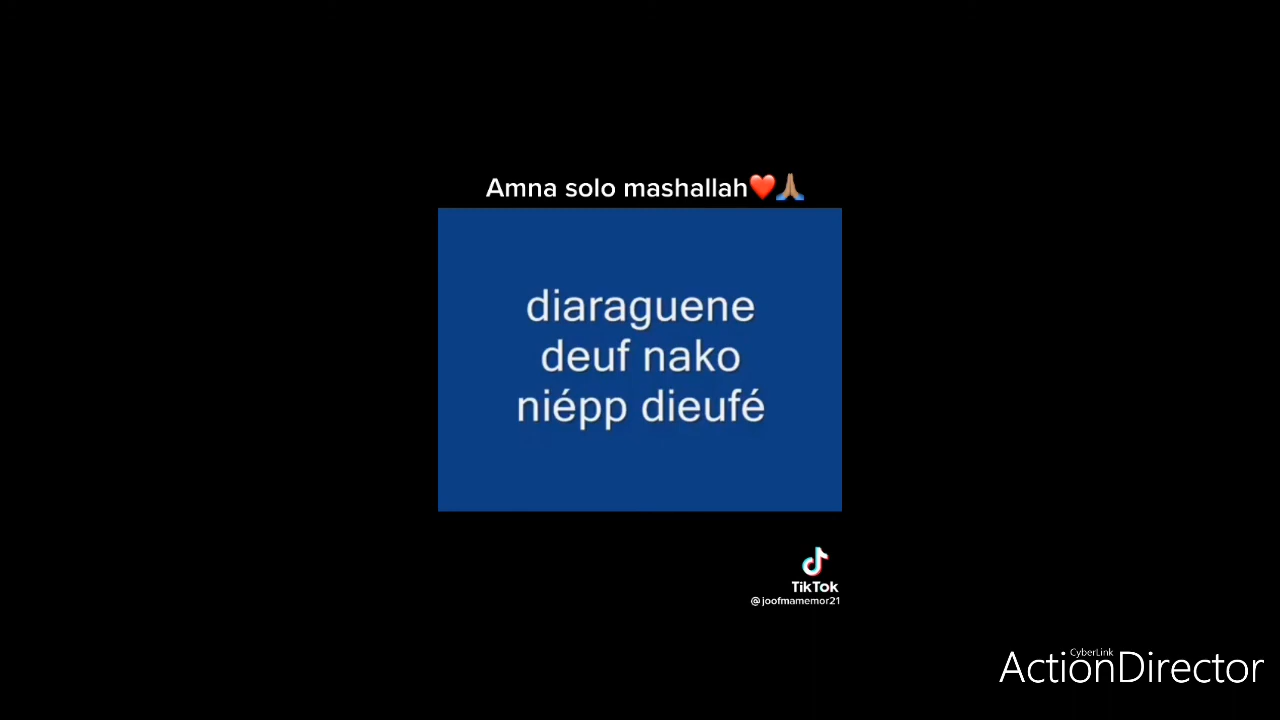 Amna solo mashallah❤️🙏🏽
diaraguene
deuf nako
niépp dieufé
TikTok
@joofmamemor21
CyberLink
ActionDirector